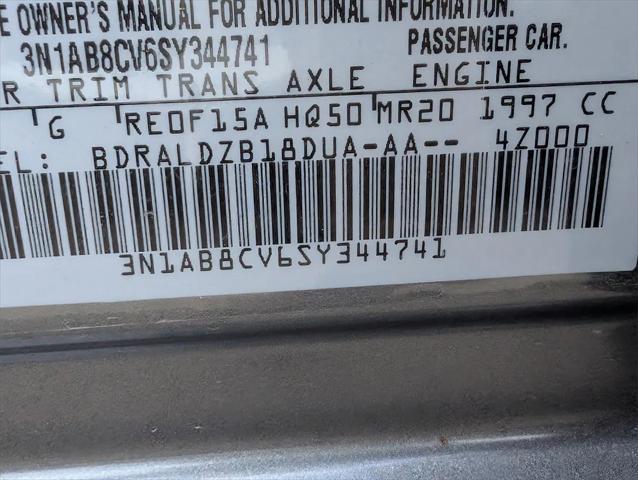 OWNER'S MANUAL FOR ADDITIONAL INFORMATION.
3N1AB8CV6SY344741 PASSENGER CAR.
R TRIM TRANS AXLE ENGINE
G RE0F15A HQ50 MR20 1997 CC
EL: BDRALDZB18DUA-AA-- 4Z000
3N1AB8CV6SY344741